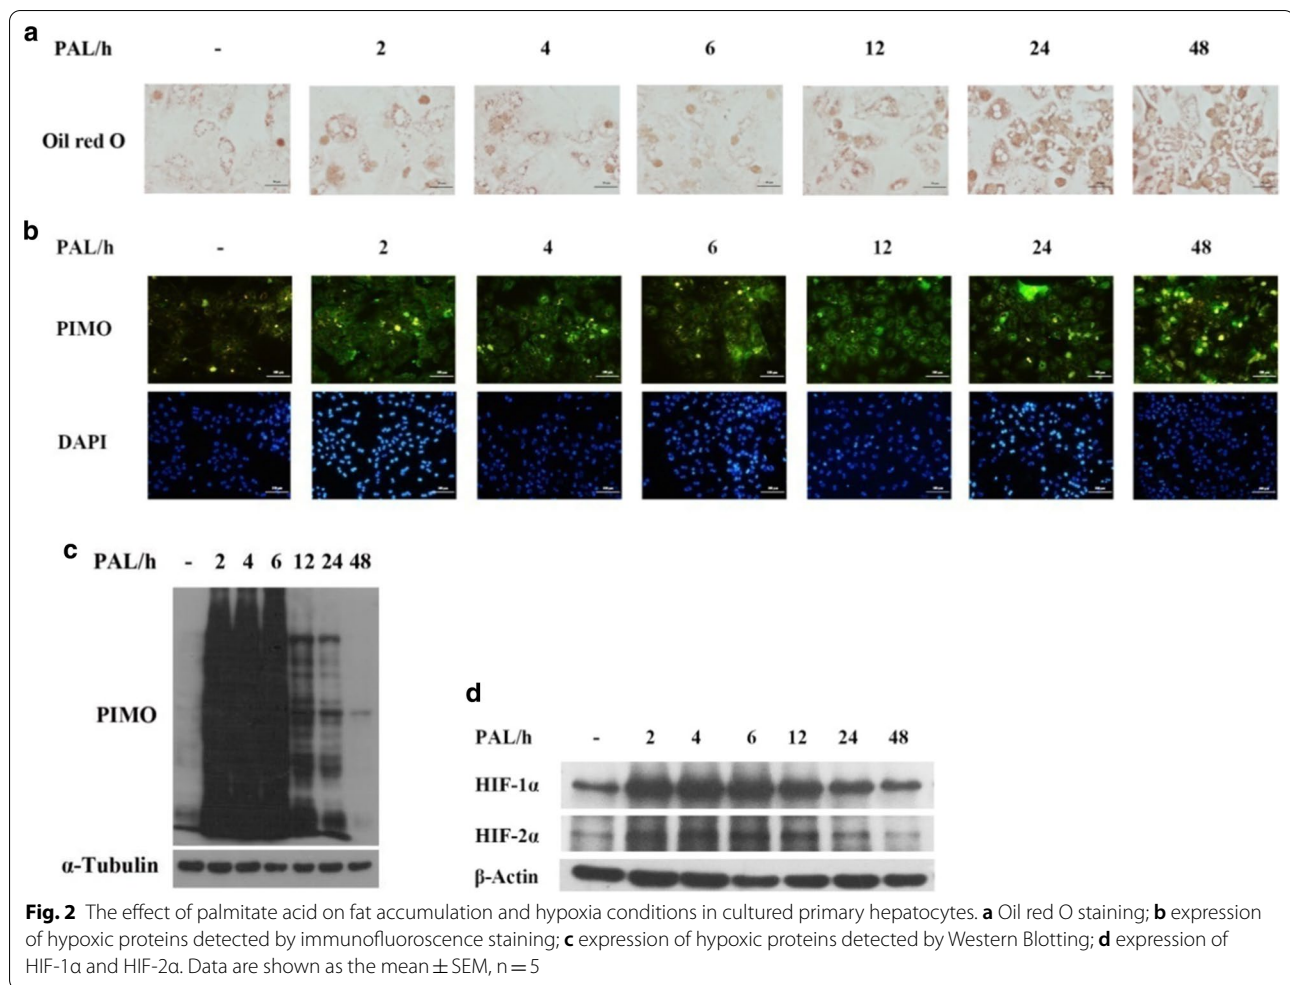 a
PAL/h - 2 4 6 12 24 48
Oil red O
b
PAL/h - 2 4 6 12 24 48
PIMO
DAPI
c
PAL/h - 2 4 6 12 24 48
PIMO
α-Tubulin
d
PAL/h - 2 4 6 12 24 48
HIF-1α
HIF-2α
β-Actin
Fig. 2 The effect of palmitate acid on fat accumulation and hypoxia conditions in cultured primary hepatocytes. a Oil red O staining; b expression
of hypoxic proteins detected by immunofluoroscence staining; c expression of hypoxic proteins detected by Western Blotting; d expression of
HIF-1α and HIF-2α. Data are shown as the mean ± SEM, n = 5